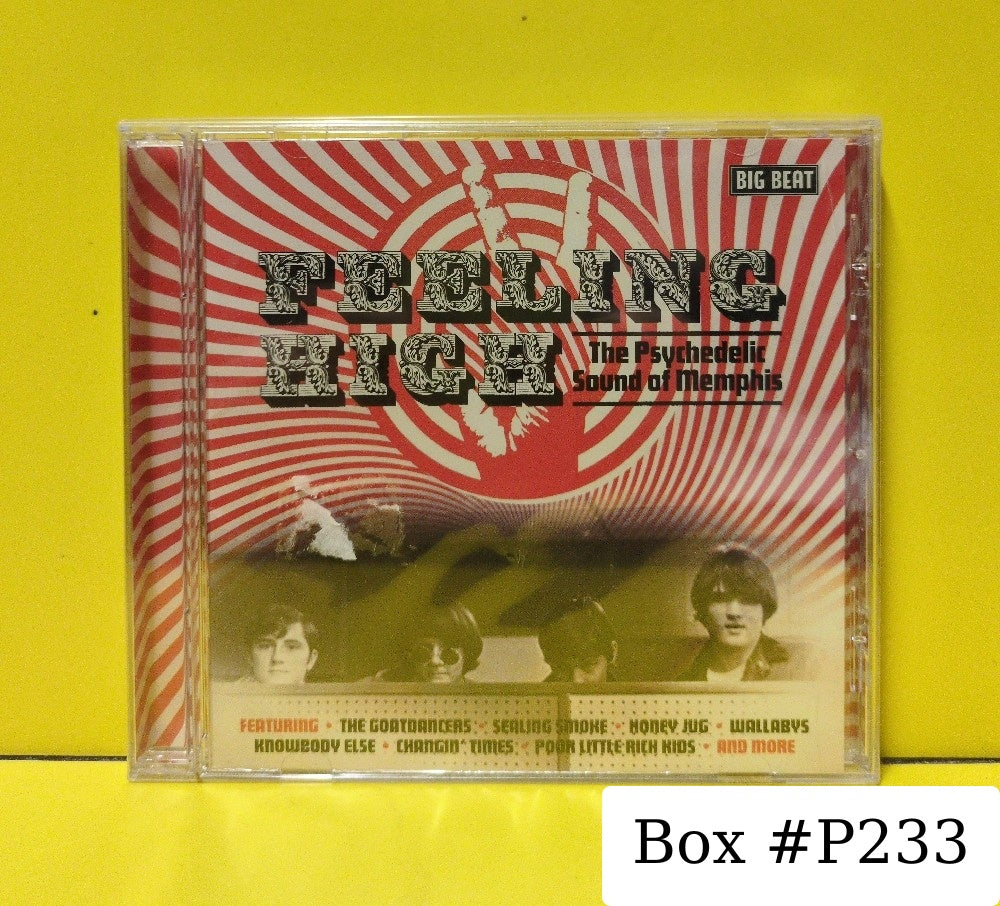 BIG BEAT
FEELING
HIGH
The Psychedelic
Sound of Memphis
FEATURING • THE GOATDANCERS • SEALING SMOKE • HONEY JUG • WALLABYS
KNOWBODY ELSE • CHANGIN' TIMES • POOR LITTLE RICH KIDS • AND MORE
Box #P233